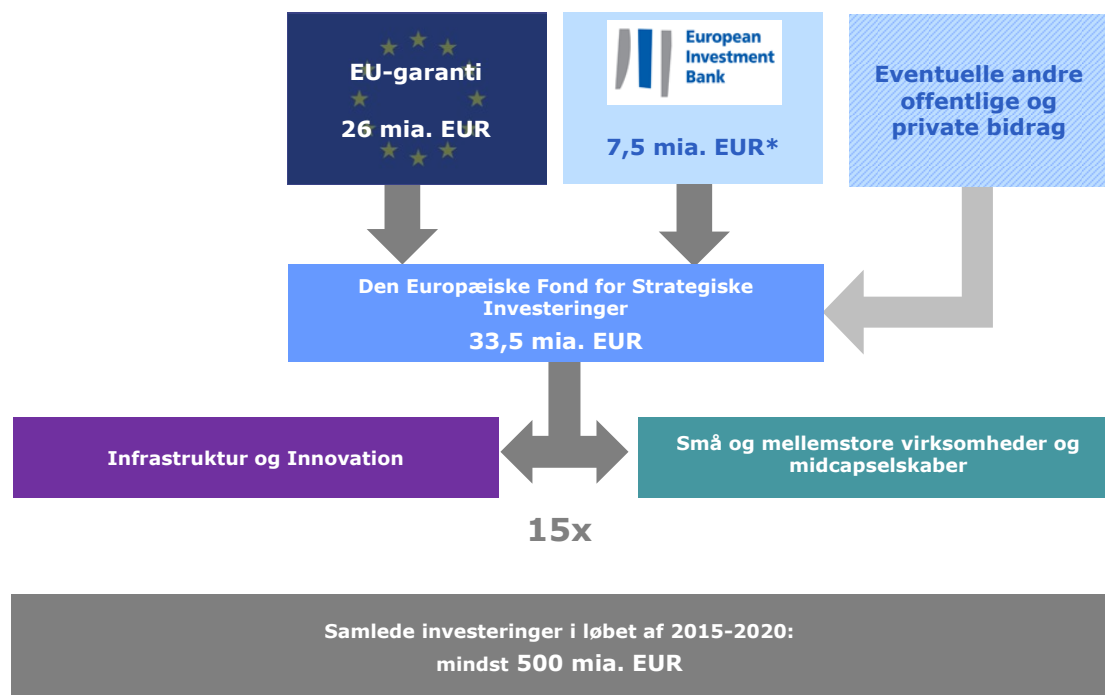 EU-garanti
26 mia. EUR
European
Investment
Bank
7,5 mia. EUR*
Eventuelle andre
offentlige og
private bidrag
Den Europæiske Fond for Strategiske
Investeringer
33,5 mia. EUR
Infrastruktur og Innovation
Små og mellemstore virksomheder og
midcapselskaber
15x
Samlede investeringer i løbet af 2015-2020:
mindst 500 mia. EUR